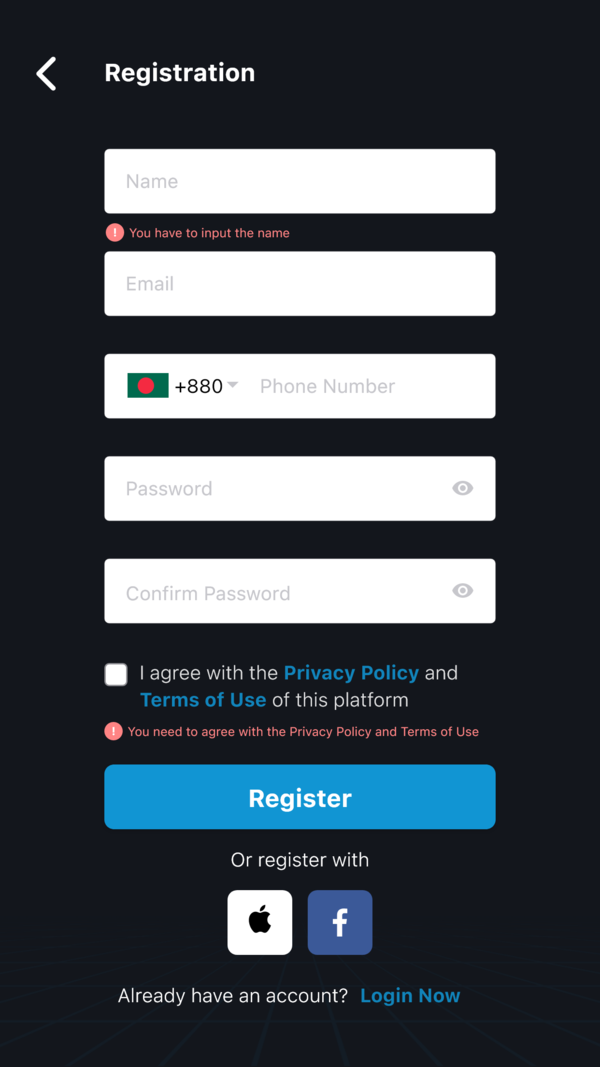 Registration
Name
You have to input the name
Email
+880 Phone Number
Password
Confirm Password
I agree with the Privacy Policy and
Terms of Use of this platform
You need to agree with the Privacy Policy and Terms of Use
Register
Or register with
Already have an account? Login Now